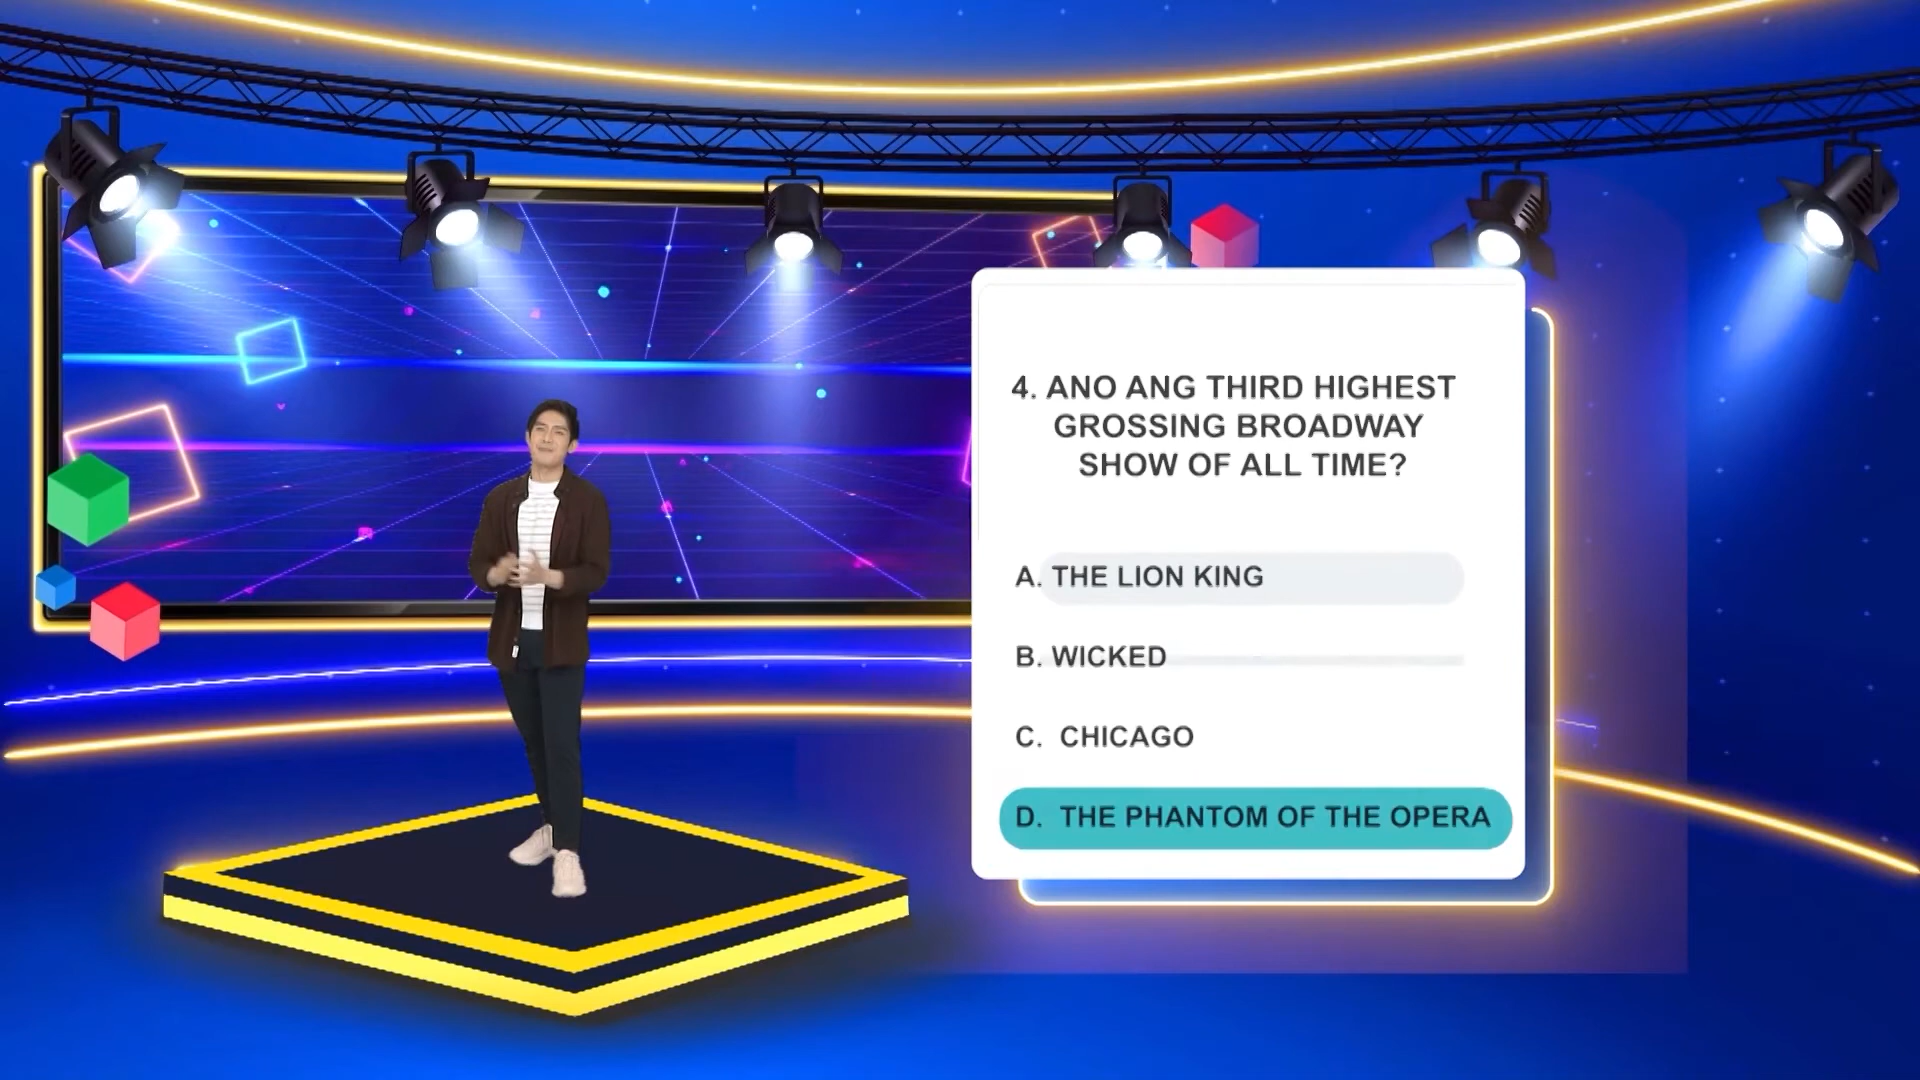 4. ANO ANG THIRD HIGHEST
GROSSING BROADWAY
SHOW OF ALL TIME?
A. THE LION KING
B. WICKED
C. CHICAGO
D. THE PHANTOM OF THE OPERA